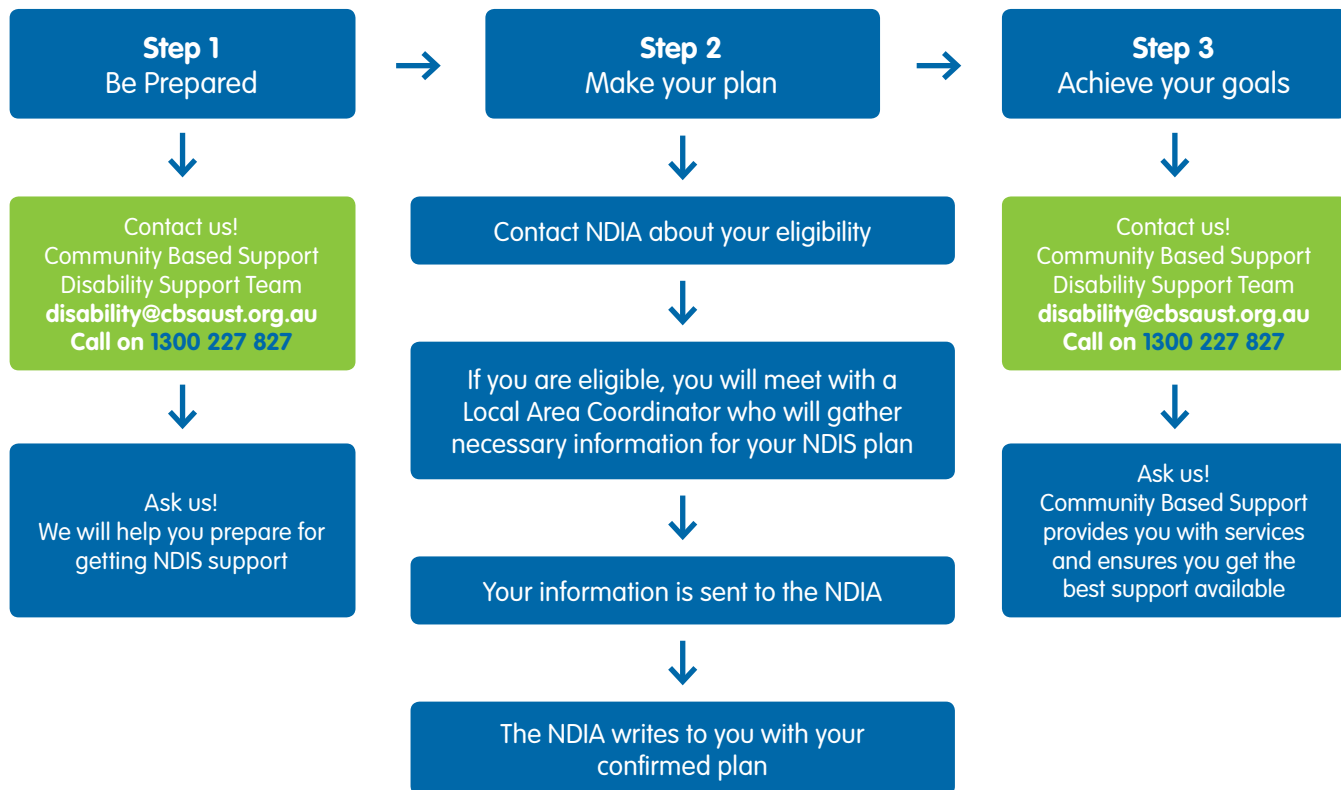 Step 1
Be Prepared
Contact us!
Community Based Support
Disability Support Team
disability@cbsaust.org.au
Call on 1300 227 827
Ask us!
We will help you prepare for
getting NDIS support
Step 2
Make your plan
Contact NDIA about your eligibility
If you are eligible, you will meet with a
Local Area Coordinator who will gather
necessary information for your NDIS plan
Your information is sent to the NDIA
The NDIA writes to you with your
confirmed plan
Step 3
Achieve your goals
Contact us!
Community Based Support
Disability Support Team
disability@cbsaust.org.au
Call on 1300 227 827
Ask us!
Community Based Support
provides you with services
and ensures you get the
best support available